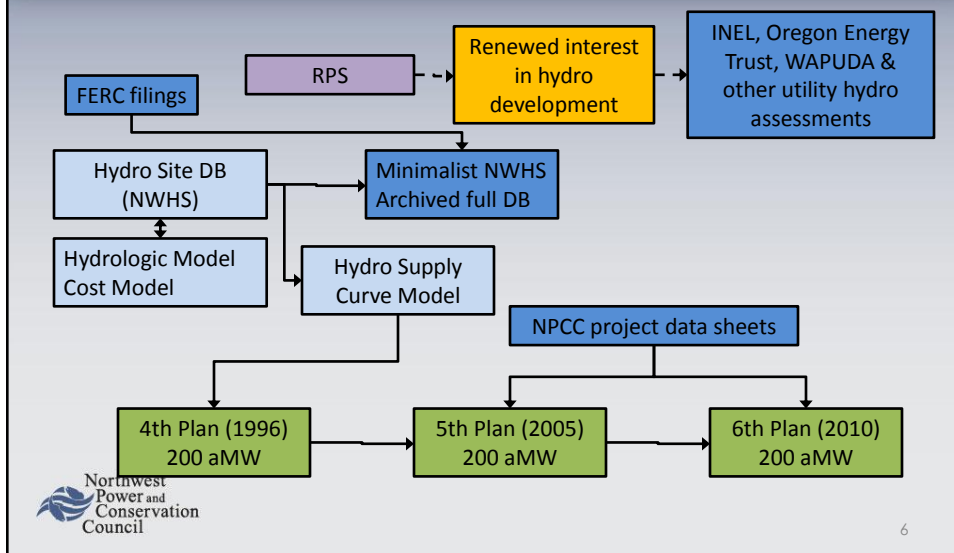 RPS
Renewed interest
in hydro
development
INEL, Oregon Energy
Trust, WAPUDA &
other utility hydro
assessments
FERC filings
Hydro Site DB
(NWHS)
Minimalist NWHS
Archived full DB
Hydrologic Model
Cost Model
Hydro Supply
Curve Model
NPCC project data sheets
4th Plan (1996)
200 aMW
5th Plan (2005)
200 aMW
6th Plan (2010)
200 aMW
Northwest
Power and
Conservation
Council
6